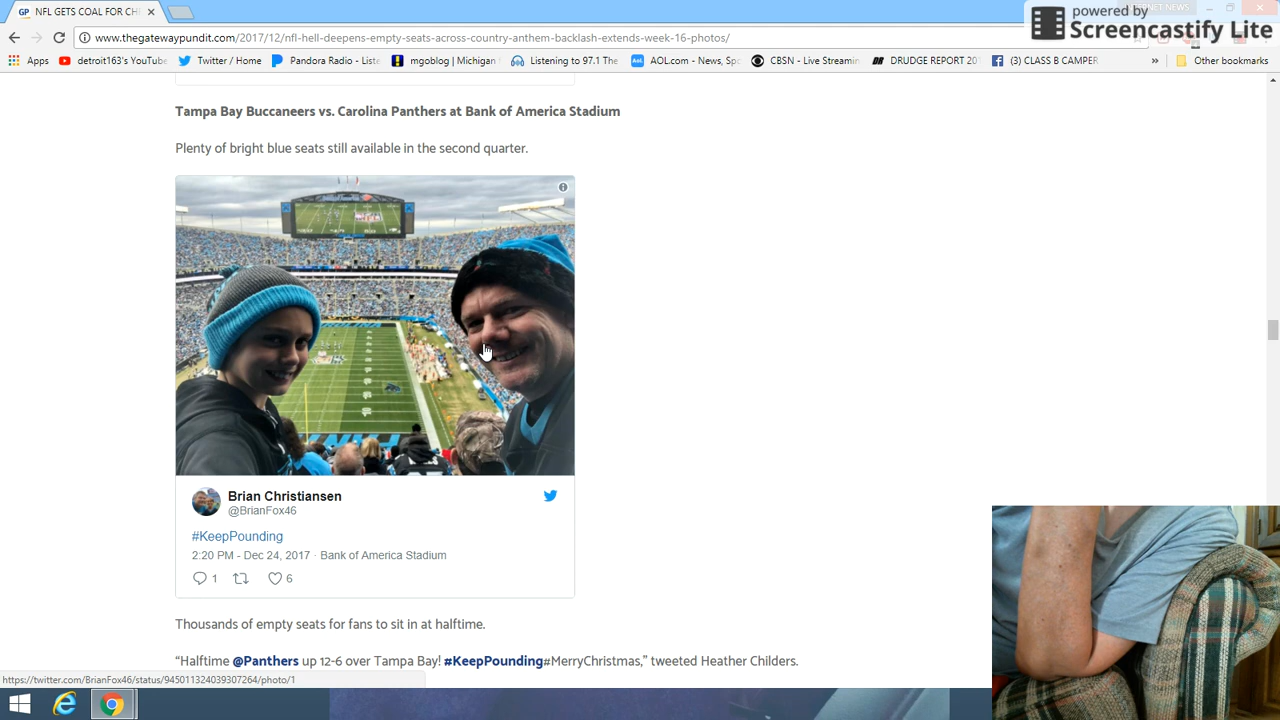 NFL GETS COAL FOR CH
powered by
Screencastify Lite
www.thegatewaypundit.com/2017/12/nfl-hell-deepens-empty-seats-across-country-anthem-backlash-extends-week-16-photos/
Apps detroit163's YouTube Twitter / Home Pandora Radio - Liste mgoblog | Michigan Listening to 97.1 The AOL.com - News, Sp CBSN - Live Streamin DRUDGE REPORT 20 (3) CLASS B CAMPER » Other bookmarks
Tampa Bay Buccaneers vs. Carolina Panthers at Bank of America Stadium
Plenty of bright blue seats still available in the second quarter.
Brian Christiansen
@BrianFox46
#KeepPounding
2:20 PM - Dec 24, 2017 · Bank of America Stadium
1 6
Thousands of empty seats for fans to sit in at halftime.
“Halftime @Panthers up 12-6 over Tampa Bay! #KeepPounding#MerryChristmas,” tweeted Heather Childers.
https://twitter.com/BrianFox46/status/945011324039307264/photo/1